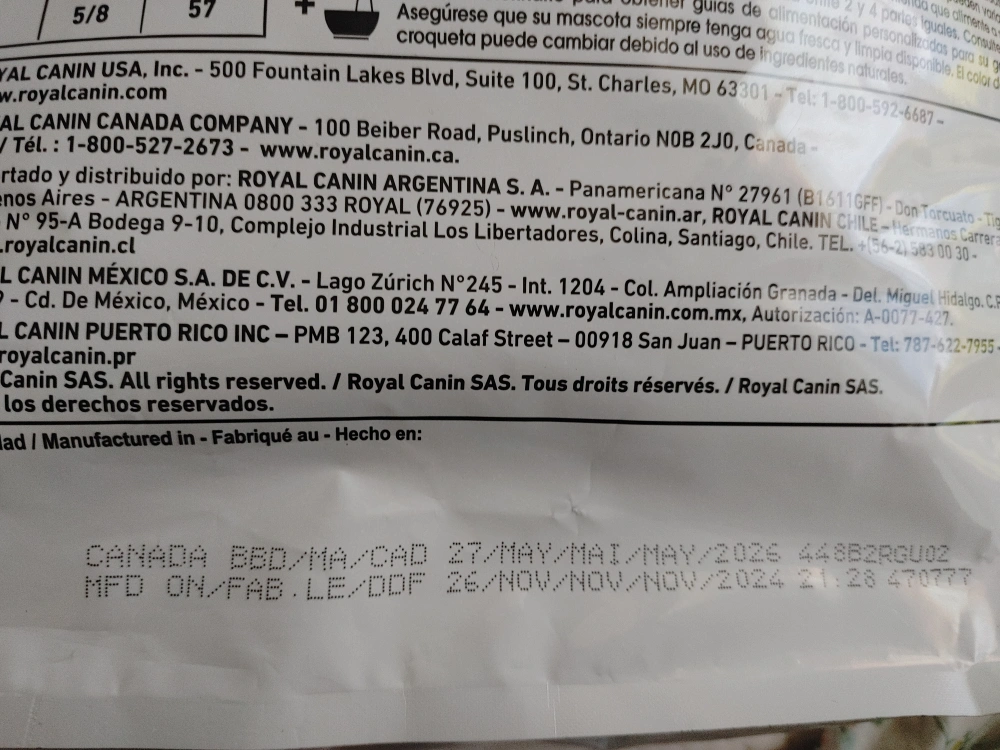 5/8 57 +
guías de alimentación personalizadas para su
Asegúrese que su mascota siempre tenga agua fresca y limpia disponible. El color d
croqueta puede cambiar debido al uso de ingredientes naturales.
YAL CANIN USA, Inc. - 500 Fountain Lakes Blvd, Suite 100, St. Charles, MO 63301 - Tel: 1-800-592-6687 -
w.royalcanin.com
AL CANIN CANADA COMPANY - 100 Beiber Road, Puslinch, Ontario N0B 2J0, Canada -
/ Tél. : 1-800-527-2673 - www.royalcanin.ca.
rtado y distribuido por: ROYAL CANIN ARGENTINA S. A. - Panamericana N° 27961 (B1611GFF) - Don Torcuato - Tig
enos Aires - ARGENTINA 0800 333 ROYAL (76925) - www.royal-canin.ar, ROYAL CANIN CHILE - Hermanos Carrera
N° 95-A Bodega 9-10, Complejo Industrial Los Libertadores, Colina, Santiago, Chile. TEL. +(56-2) 583 00 30 -
.royalcanin.cl
L CANIN MÉXICO S.A. DE C.V. - Lago Zúrich N°245 - Int. 1204 - Col. Ampliación Granada - Del. Miguel Hidalgo. C.P
- Cd. De México, México - Tel. 01 800 024 77 64 - www.royalcanin.com.mx, Autorización: A-0077-427.
L CANIN PUERTO RICO INC – PMB 123, 400 Calaf Street – 00918 San Juan – PUERTO RICO - Tel: 787-622-7955 -
royalcanin.pr
Canin SAS. All rights reserved. / Royal Canin SAS. Tous droits réservés. / Royal Canin SAS.
los derechos reservados.
dad / Manufactured in - Fabriqué au - Hecho en:
CANADA BBD/MA/CAD 27/MAY/MAI/MAY/2026 448B2RGU02
MFD ON/FAB.LE/DDF 26/NOV/NOV/NOV/2024 21:28 470777